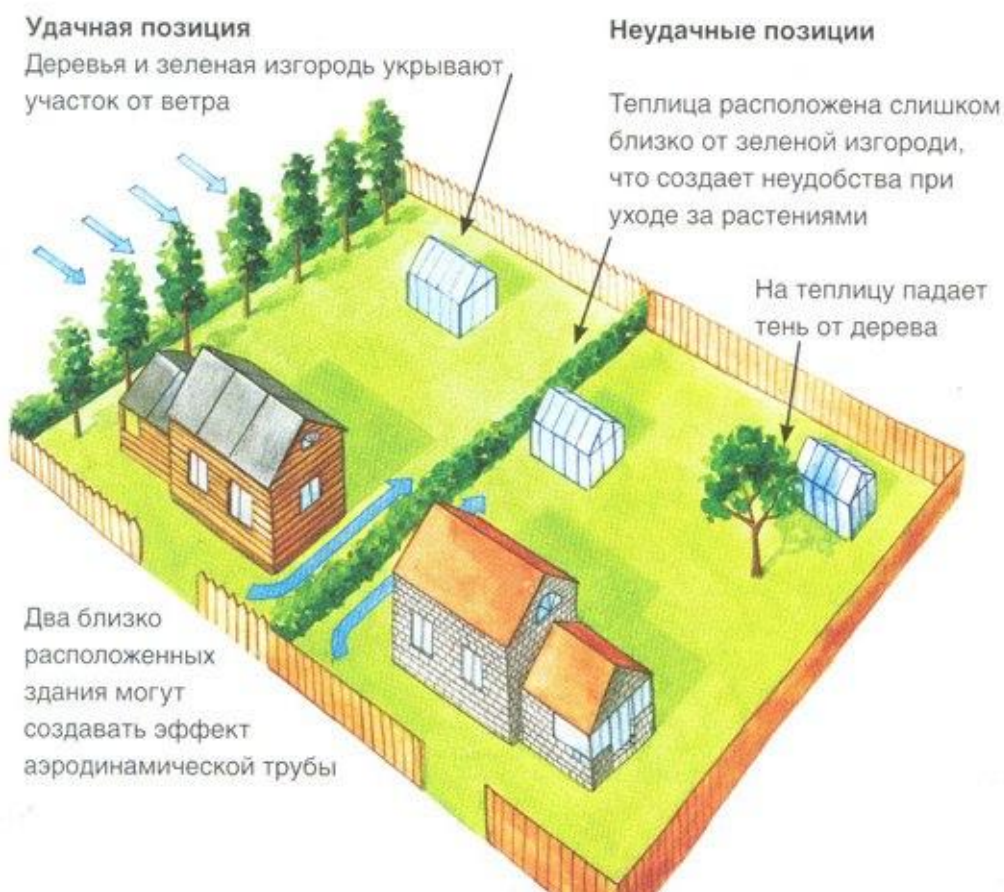 Удачная позиция
Деревья и зеленая изгородь укрывают
участок от ветра
Неудачные позиции
Теплица расположена слишком
близко от зеленой изгороди,
что создает неудобства при
уходе за растениями
На теплицу падает
тень от дерева
Два близко
расположенных
здания могут
создавать эффект
аэродинамической трубы